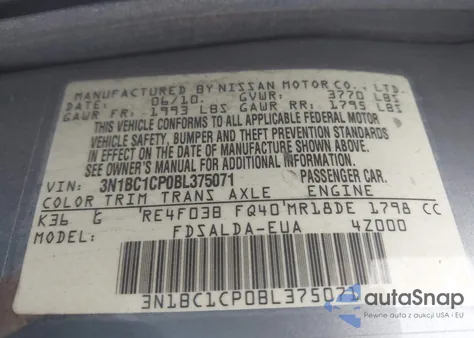 MANUFACTURED BY NISSAN MOTOR CO., LTD.
DATE: 06/10. GVWR: 3770 LBS
GAWR FR: 1993 LBS GAWR RR: 1795 LBS
THIS VEHICLE CONFORMS TO ALL APPLICABLE FEDERAL MOTOR
VEHICLE SAFETY, BUMPER AND THEFT PREVENTION STANDARDS
IN EFFECT ON THE DATE OF MANUFACTURE SHOWN ABOVE.
SEE OWNER'S MANUAL FOR ADDITIONAL INFORMATION.
VIN: 3N1BC1CP0BL375071 PASSENGER CAR.
COLOR TRIM TRANS AXLE ENGINE
K36 G RE4F03B FQ40 MR18DE 1798 CC
MODEL: FDSALDA-EUA 4Z000
3N1BC1CP0BL375071
autoSnap
Pewne auta z aukcji USA i EU